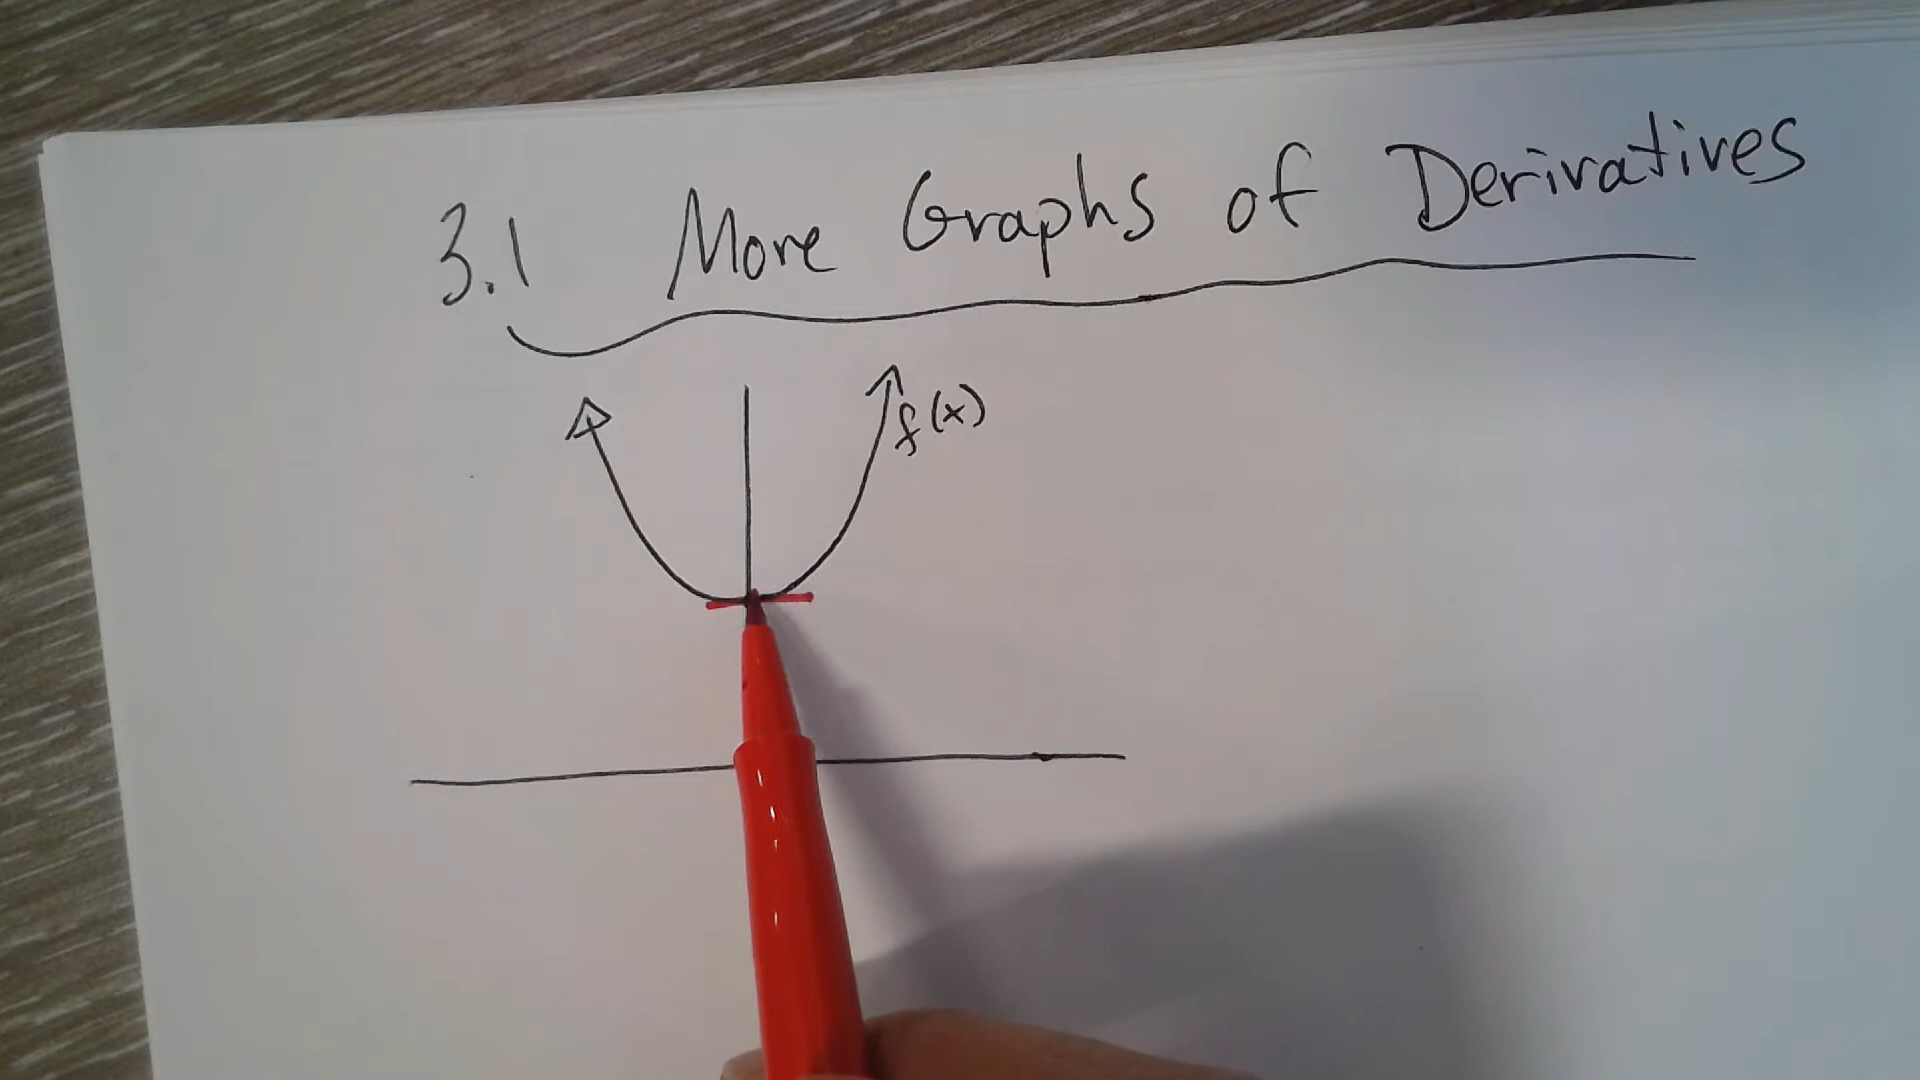 3.1 More Graphs of Derivatives
f(x)